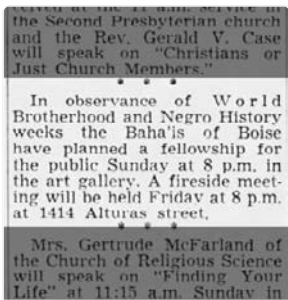 the Second Presbyterian church
and the Rev. Gerald V. Case
will speak on "Christians or
Just Church Members."
* * *
In observance of World
Brotherhood and Negro History
weeks the Baha'is of Boise
have planned a fellowship for
the public Sunday at 8 p.m. in
the art gallery. A fireside meet-
ing will be held Friday at 8 p.m.
at 1414 Alturas street.
* * *
Mrs. Gertrude McFarland of
the Church of Religious Science
will speak on "Finding Your
Life" at 11:15 a.m. Sunday in